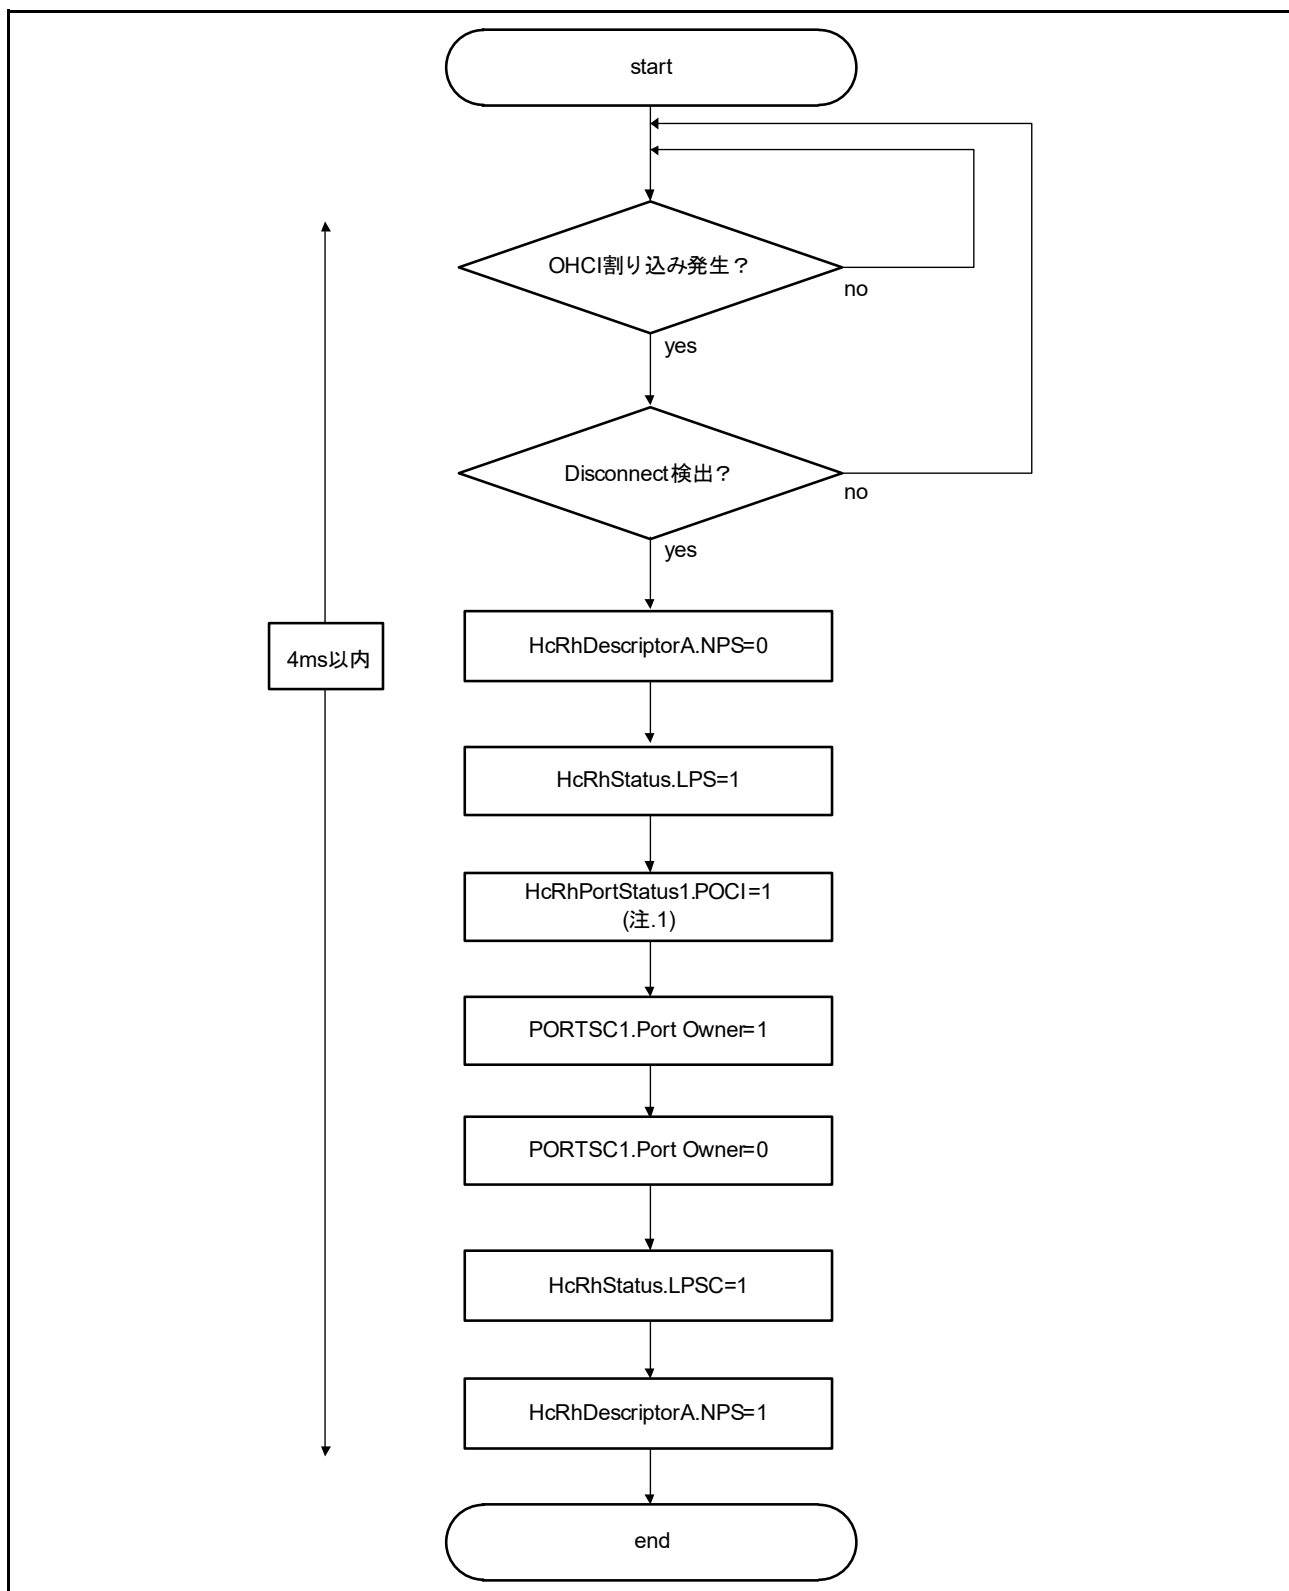 start
OHCI割り込み発生？
no
yes
Disconnect検出？
no
yes
HcRhDescriptorA.NPS=0
4ms以内
HcRhStatus.LPS=1
HcRhPortStatus1.POCI=1
(注.1)
PORTSC1.Port Owner=1
PORTSC1.Port Owner=0
HcRhStatus.LPSC=1
HcRhDescriptorA.NPS=1
end